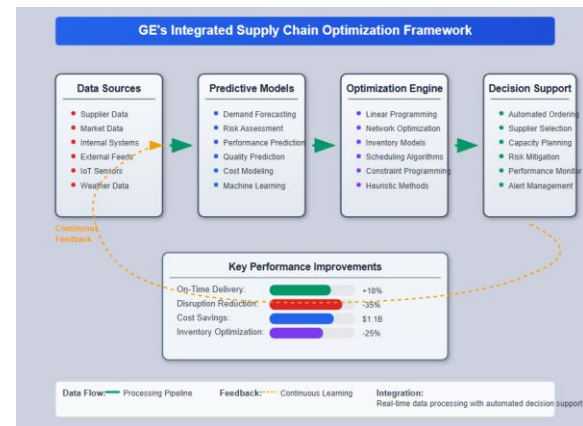 GE's Integrated Supply Chain Optimization Framework
Data Sources
Supplier Data
Market Data
Internal Systems
External Feeds
IoT Sensors
Weather Data
Predictive Models
Demand Forecasting
Risk Assessment
Performance Prediction
Quality Prediction
Cost Modeling
Machine Learning
Optimization Engine
Linear Programming
Network Optimization
Inventory Models
Scheduling Algorithms
Constraint Programming
Heuristic Methods
Decision Support
Automated Ordering
Supplier Selection
Capacity Planning
Risk Mitigation
Performance Monitor
Alert Management
Continuous
Feedback
Key Performance Improvements
On-Time Delivery: +18%
Disruption Reduction: -35%
Cost Savings: $1.1B
Inventory Optimization: -25%
Data Flow: Processing Pipeline Feedback: Continuous Learning Integration:
Real-time data processing with automated decision support